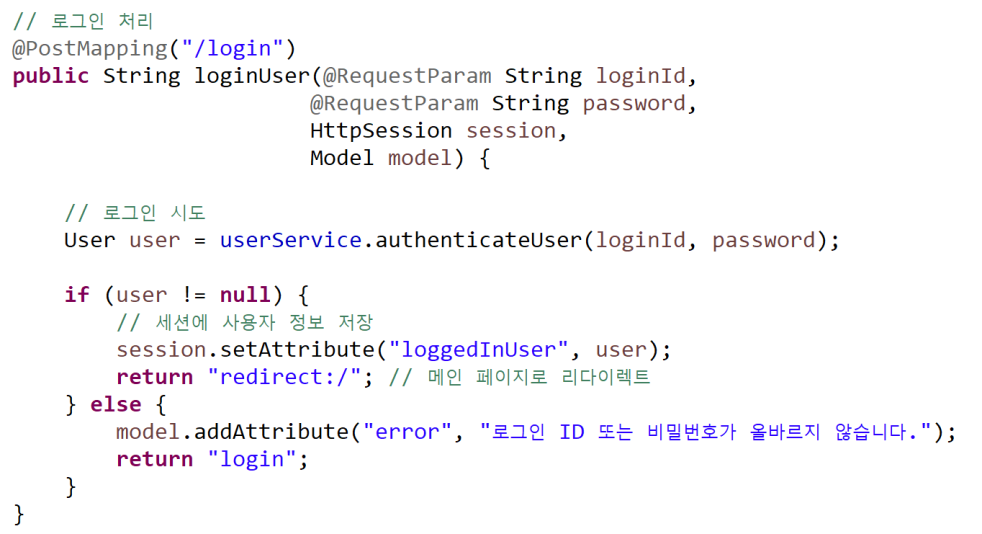 // 로그인 처리
@PostMapping("/login")
public String loginUser(@RequestParam String loginId,
                       @RequestParam String password,
                       HttpSession session,
                       Model model) {

    // 로그인 시도
    User user = userService.authenticateUser(loginId, password);

    if (user != null) {
        // 세션에 사용자 정보 저장
        session.setAttribute("loggedInUser", user);
        return "redirect:/"; // 메인 페이지로 리다이렉트
    } else {
        model.addAttribute("error", "로그인 ID 또는 비밀번호가 올바르지 않습니다.");
        return "login";
    }
}